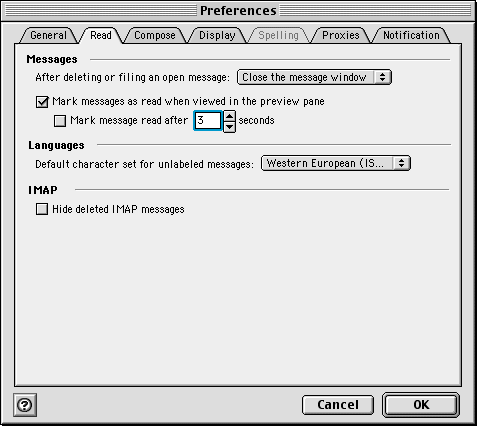 Preferences
General Read Compose Display Spelling Proxies Notification
Messages
After deleting or filing an open message: Close the message window
Mark messages as read when viewed in the preview pane
Mark message read after 3 seconds
Languages
Default character set for unlabeled messages: Western European (IS...
IMAP
Hide deleted IMAP messages
? Cancel OK